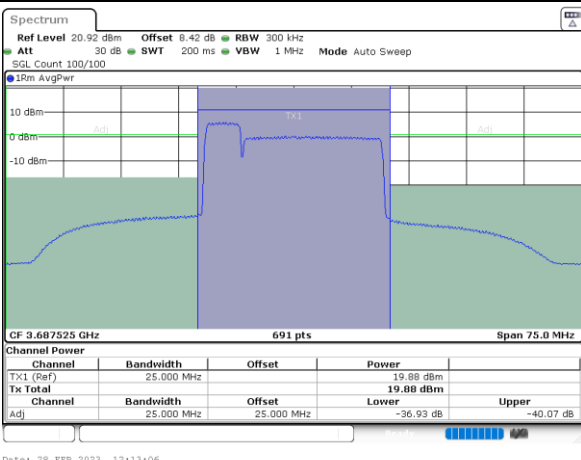 Spectrum
Ref Level 20.92 dBm Offset 8.42 dB RBW 300 kHz
Att 30 dB SWT 200 ms VBW 1 MHz Mode Auto Sweep
SGL Count 100/100
1Rm AvgPwr
10 dBm
TX1
Adj
Adj
0 dBm
-10 dBm
CF 3.687525 GHz 691 pts Span 75.0 MHz
Channel Power
Channel Bandwidth Offset Power
TX1 (Ref) 25.000 MHz 19.88 dBm
Tx Total 19.88 dBm
Channel Bandwidth Offset Lower Upper
Adj 25.000 MHz 25.000 MHz -36.93 dB -40.07 dB
Ready